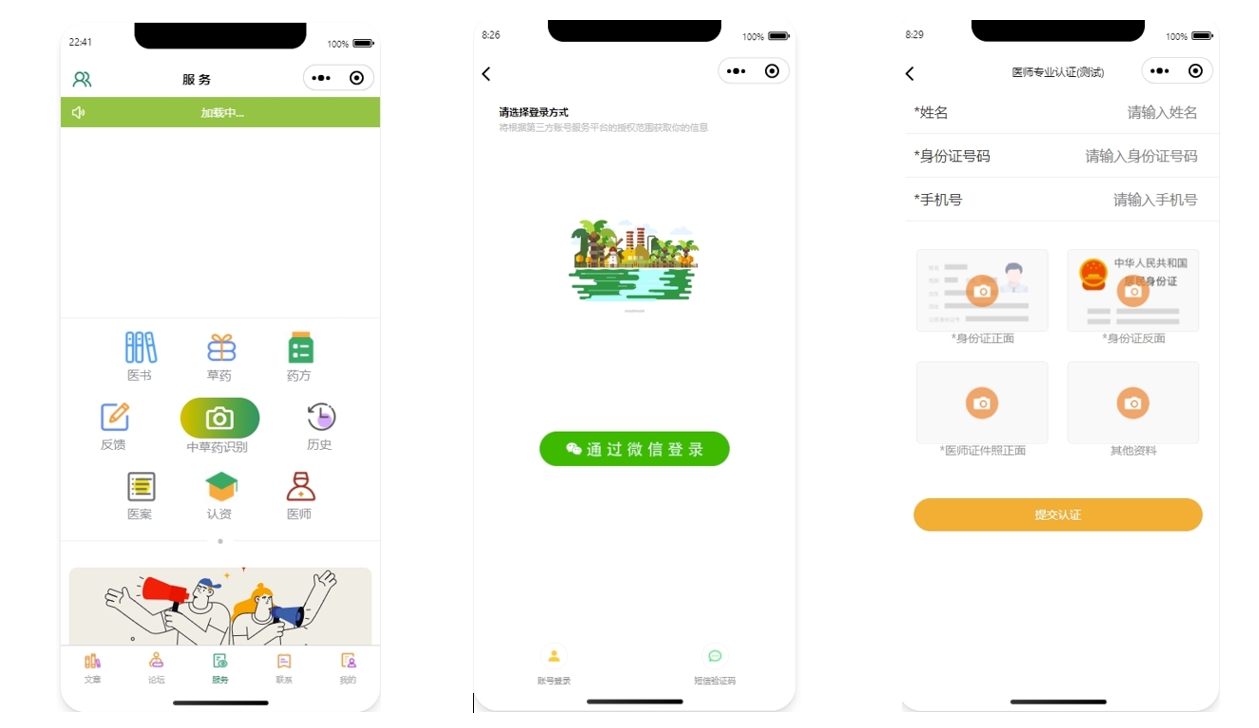 22:41
100%
服务
加载中...
医书
草药
药方
反馈
中草药识别
历史
医案
认资
医师
文章
论坛
服务
联系
我的
8:26
100%
请选择登录方式
将根据第三方账号服务平台的授权范围获取你的信息
通过微信登录
账号登录
短信验证码
8:29
100%
医师专业认证(测试)
*姓名
请输入姓名
*身份证号码
请输入身份证号码
*手机号
请输入手机号
中华人民共和国
居民身份证
*身份证正面
*身份证反面
*医师证件照正面
其他资料
提交认证